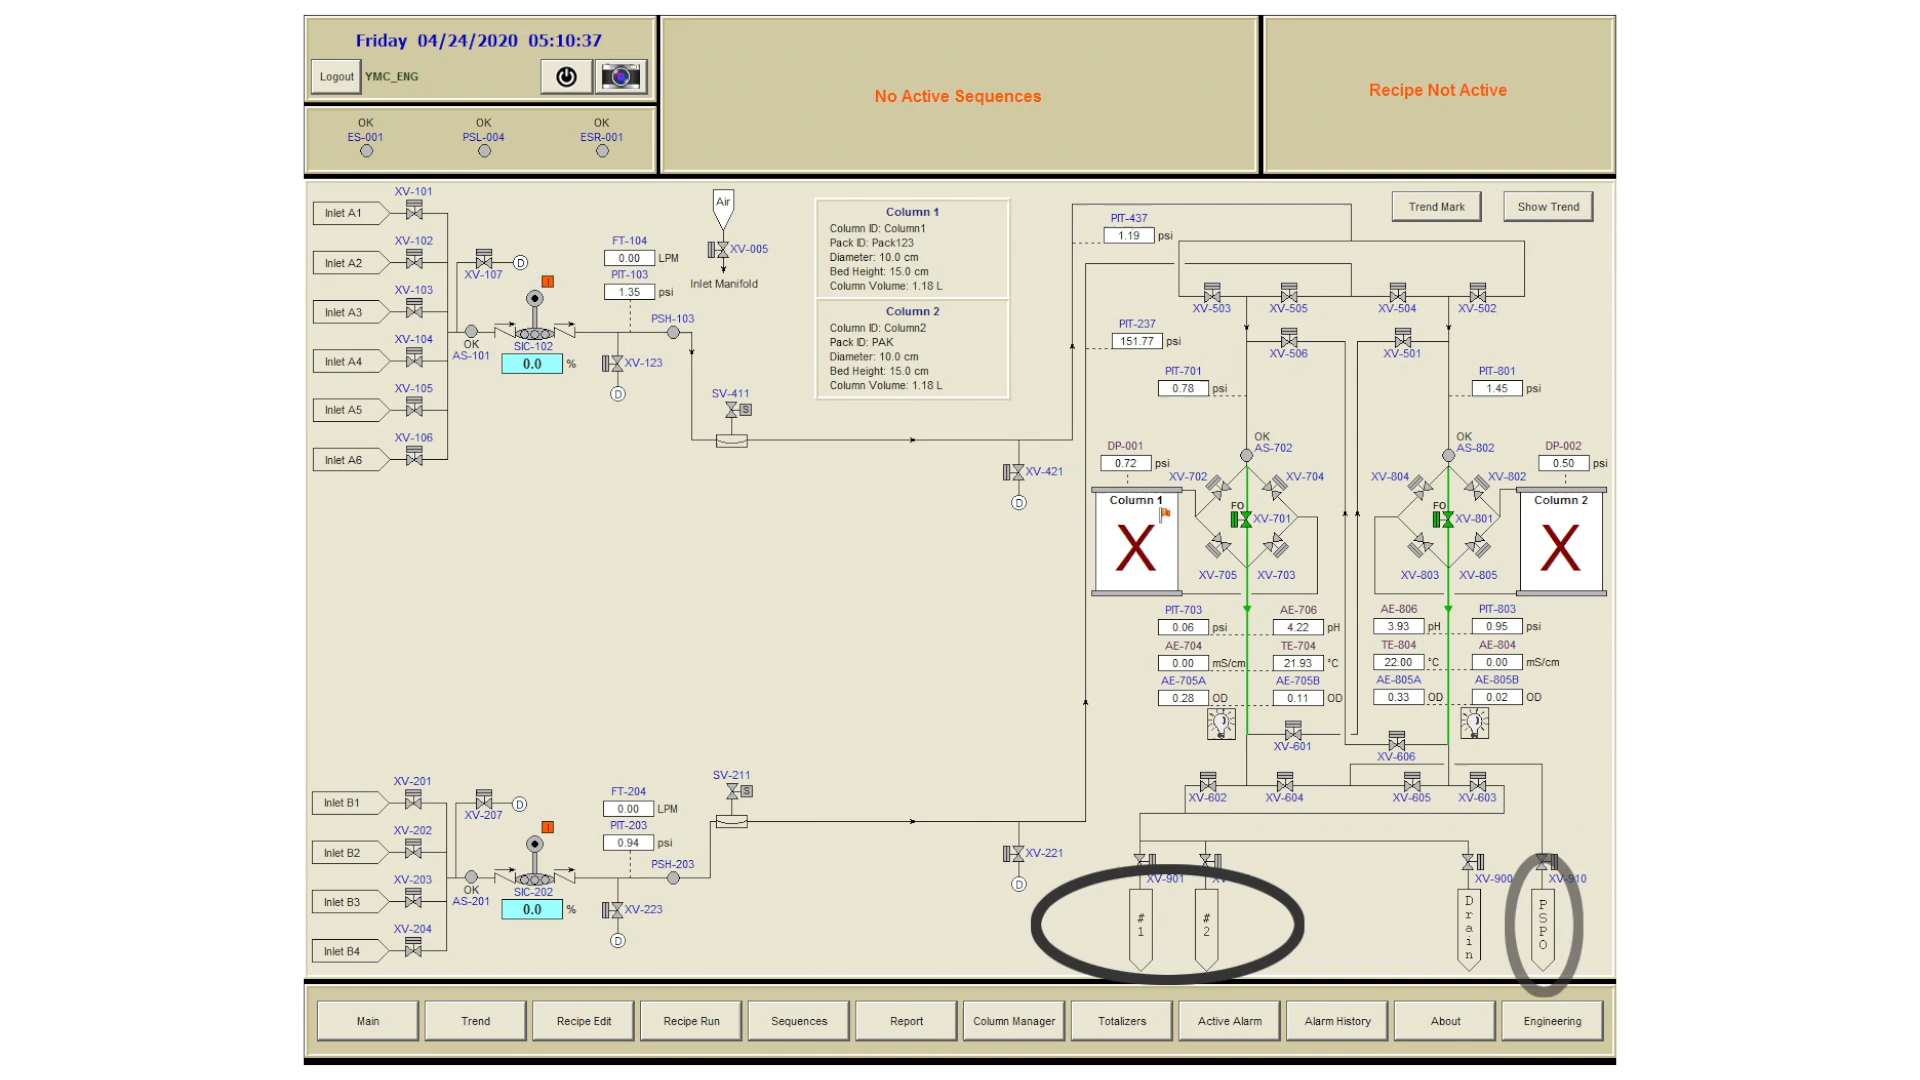 Friday 04/24/2020 05:10:37
Logout YMC_ENG
No Active Sequences
Recipe Not Active
OK OK OK
ES-001 PSL-004 ESR-001
Trend Mark Show Trend
Inlet A1 XV-101
Inlet A2 XV-102
Inlet A3 XV-103
Inlet A4 XV-104
Inlet A5 XV-105
Inlet A6 XV-106
XV-107 D
OK
AS-101
I
SIC-102
0.0 %
FT-104
0.00 LPM
PIT-103
1.35 psi
PSH-103
XV-123
D
Air
XV-005
Inlet Manifold
SV-411
S
XV-421
D
Column 1
Column ID: Column1
Pack ID: Pack123
Diameter: 10.0 cm
Bed Height: 15.0 cm
Column Volume: 1.18 L
Column 2
Column ID: Column2
Pack ID: PAK
Diameter: 10.0 cm
Bed Height: 15.0 cm
Column Volume: 1.18 L
PIT-437
1.19 psi
XV-503 XV-505 XV-504 XV-502
PIT-237
151.77 psi
XV-506 XV-501
PIT-701
0.78 psi
PIT-801
1.45 psi
OK
AS-702
OK
AS-802
DP-001
0.72 psi
DP-002
0.50 psi
XV-702 XV-704 XV-804 XV-802
Column 1
X
FO
XV-701
FO
XV-801
Column 2
X
XV-705 XV-703 XV-803 XV-805
PIT-703 AE-706 AE-806 PIT-803
0.06 psi 4.22 pH 3.93 pH 0.95 psi
AE-704 TE-704 TE-804 AE-804
0.00 mS/cm 21.93 °C 22.00 °C 0.00 mS/cm
AE-705A AE-705B AE-805A AE-805B
0.28 OD 0.11 OD 0.33 OD 0.02 OD
XV-601 XV-606
XV-602 XV-604 XV-605 XV-603
Inlet B1 XV-201
Inlet B2 XV-202
Inlet B3 XV-203
Inlet B4 XV-204
XV-207 D
OK
AS-201
I
SIC-202
0.0 %
FT-204
0.00 LPM
PIT-203
0.94 psi
PSH-203
XV-223
D
SV-211
S
XV-221
D
XV-901 XV-900 XV-910
#1 #2 Drain PSPO
Main Trend Recipe Edit Recipe Run Sequences Report Column Manager Totalizers Active Alarm Alarm History About Engineering